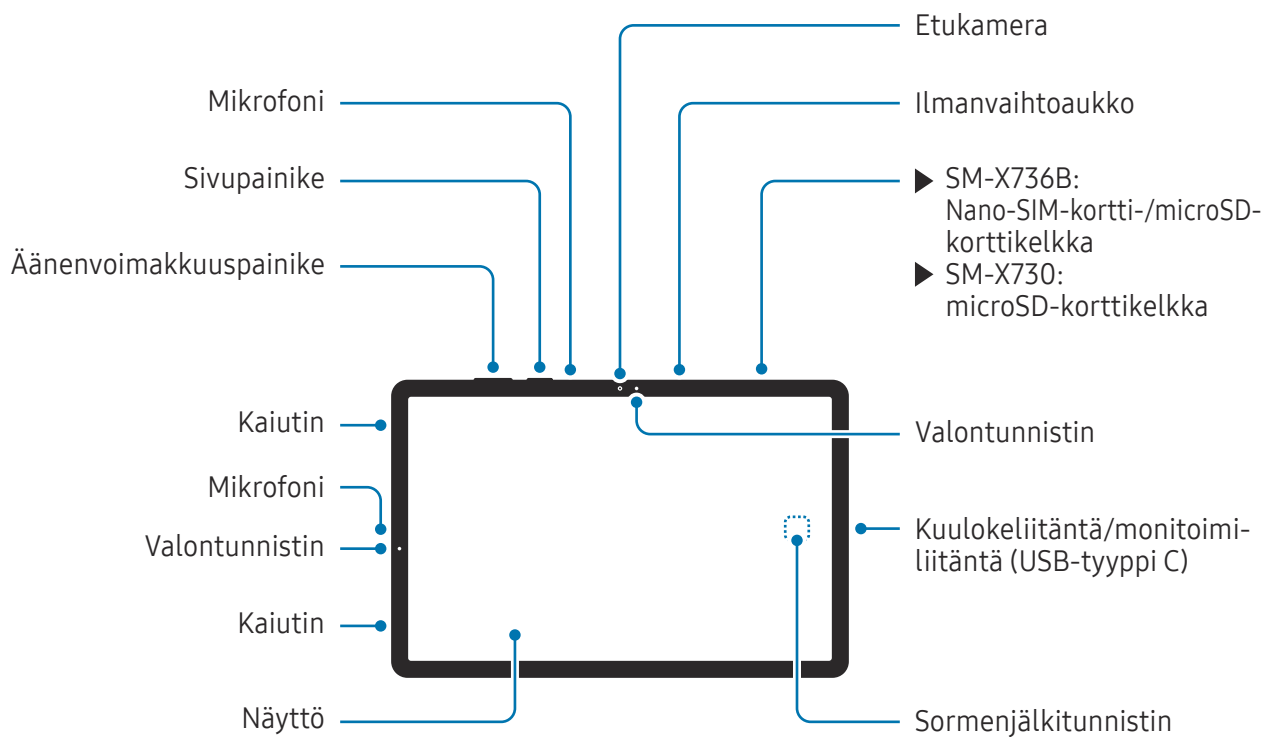 Etukamera
Mikrofoni
Ilmanvaihtoaukko
Sivupainike
▶ SM-X736B:
Nano-SIM-kortti-/microSD-
korttikelkka
Äänenvoimakkuuspainike
▶ SM-X730:
microSD-korttikelkka
Kaiutin
Valontunnistin
Mikrofoni
Kuulokeliitäntä/monitoimi-
liitäntä (USB-tyyppi C)
Valontunnistin
Kaiutin
Näyttö
Sormenjälkitunnistin